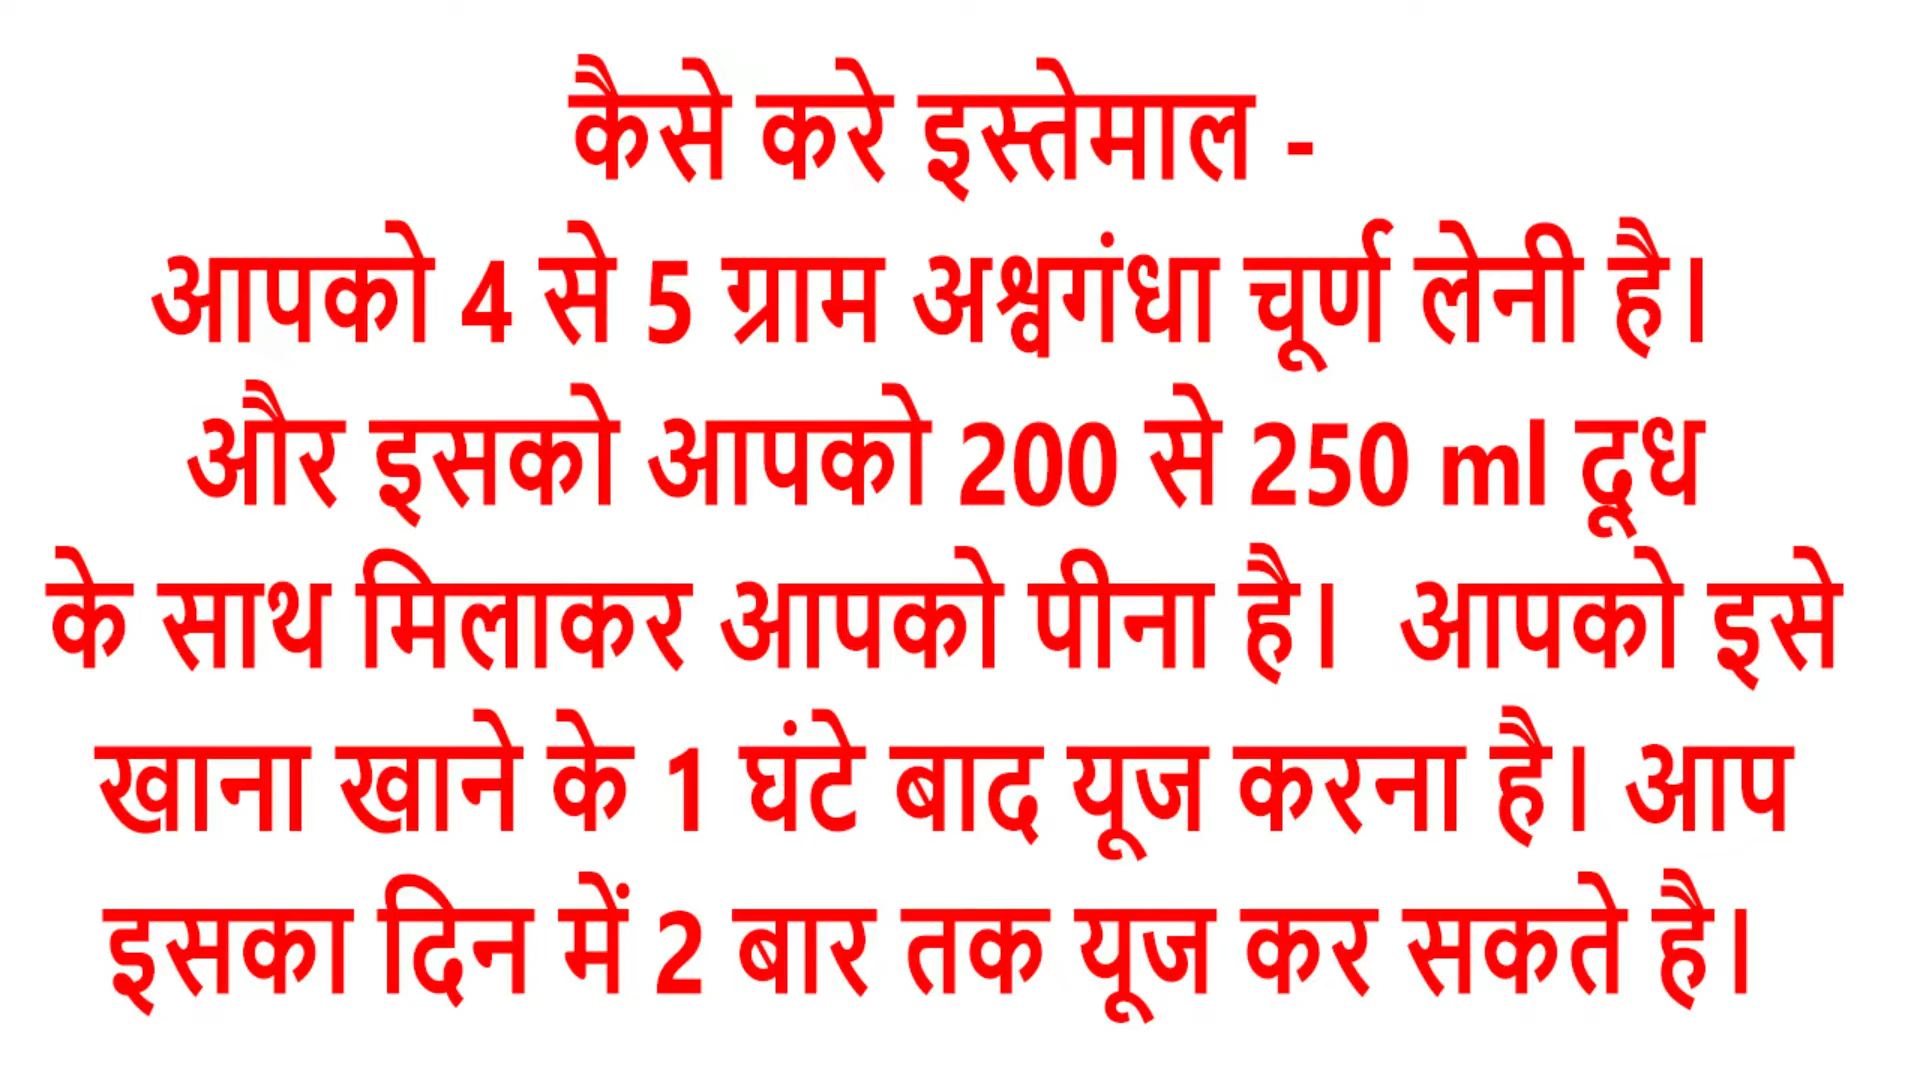 कैसे करे इस्तेमाल -
आपको 4 से 5 ग्राम अश्वगंधा चूर्ण लेनी है।
और इसको आपको 200 से 250 ml दूध
के साथ मिलाकर आपको पीना है। आपको इसे
खाना खाने के 1 घंटे बाद यूज करना है। आप
इसका दिन में 2 बार तक यूज कर सकते है।